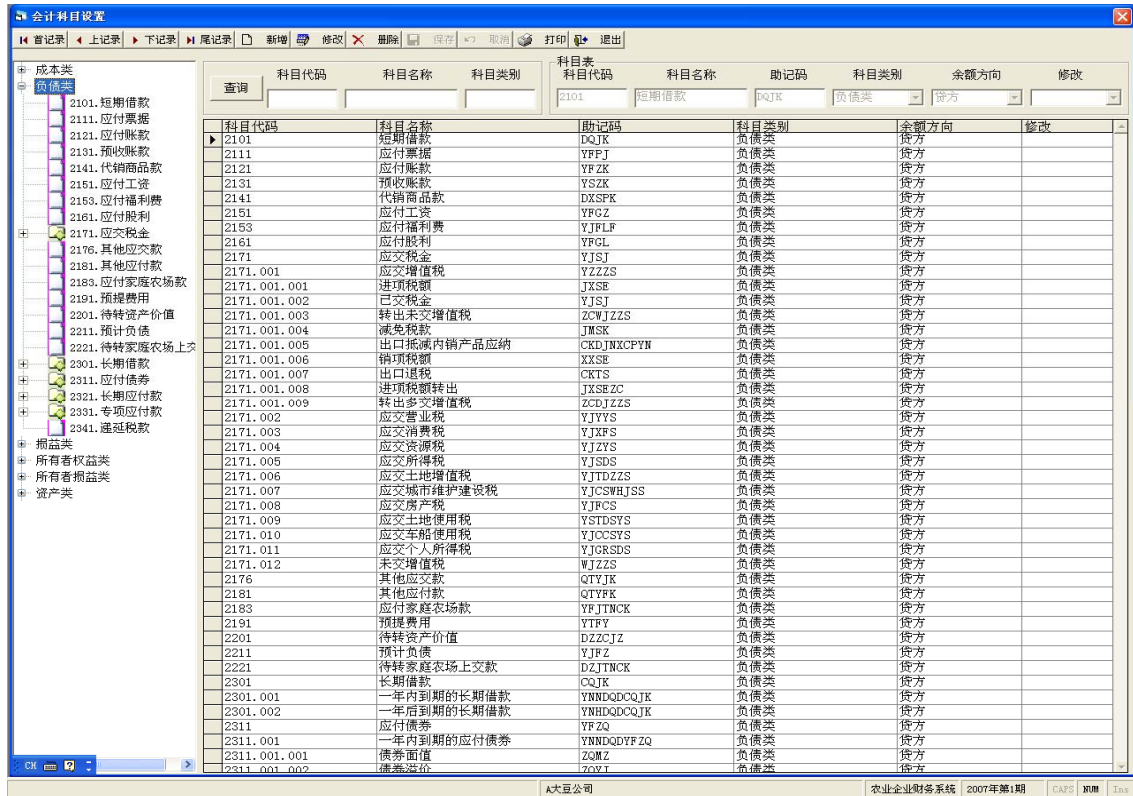 会计科目设置
首记录 上记录 下记录 尾记录 新增 修改 删除 保存 取消 打印 退出
成本类
负债类
2101.短期借款
2111.应付票据
2121.应付账款
2131.预收账款
2141.代销商品款
2151.应付工资
2153.应付福利费
2161.应付股利
2171.应交税金
2176.其他应交款
2181.其他应付款
2183.应付家庭农场款
2191.预提费用
2201.待转资产价值
2211.预计负债
2221.待转家庭农场上交
2301.长期借款
2311.应付债券
2321.长期应付款
2331.专项应付款
2341.递延税款
损益类
所有者权益类
所有者损益类
资产类
查询 科目代码 科目名称 科目类别
科目表
科目代码 科目名称 助记码 科目类别 余额方向 修改
2101 短期借款 DQJK 负债类 贷方
科目代码 科目名称 助记码 科目类别 余额方向 修改
2101 短期借款 DQJK 负债类 贷方
2111 应付票据 YFPJ 负债类 贷方
2121 应付账款 YFZK 负债类 贷方
2131 预收账款 YSZK 负债类 贷方
2141 代销商品款 DXSPK 负债类 贷方
2151 应付工资 YFGZ 负债类 贷方
2153 应付福利费 YJFLF 负债类 贷方
2161 应付股利 YFGL 负债类 贷方
2171 应交税金 YJSJ 负债类 贷方
2171.001 应交增值税 YZZZS 负债类 贷方
2171.001.001 进项税额 JXSE 负债类 贷方
2171.001.002 已交税金 YJSJ 负债类 贷方
2171.001.003 转出未交增值税 ZCWJZZS 负债类 贷方
2171.001.004 减免税款 JMSK 负债类 贷方
2171.001.005 出口抵减内销产品应纳 CKDJNXCPYN 负债类 贷方
2171.001.006 销项税额 XXSE 负债类 贷方
2171.001.007 出口退税 CKTS 负债类 贷方
2171.001.008 进项税额转出 JXSEZC 负债类 贷方
2171.001.009 转出多交增值税 ZCDJZZS 负债类 贷方
2171.002 应交营业税 YJYYS 负债类 贷方
2171.003 应交消费税 YJXFS 负债类 贷方
2171.004 应交资源税 YJZYS 负债类 贷方
2171.005 应交所得税 YJSDS 负债类 贷方
2171.006 应交土地增值税 YJTDZZS 负债类 贷方
2171.007 应交城市维护建设税 YJCSWHJSS 负债类 贷方
2171.008 应交房产税 YJFCS 负债类 贷方
2171.009 应交土地使用税 YSTDSYS 负债类 贷方
2171.010 应交车船使用税 YJCCSYS 负债类 贷方
2171.011 应交个人所得税 YJGRSDS 负债类 贷方
2171.012 未交增值税 WJZZS 负债类 贷方
2176 其他应交款 QTYJK 负债类 贷方
2181 其他应付款 QTYFK 负债类 贷方
2183 应付家庭农场款 YFJTNCK 负债类 贷方
2191 预提费用 YTFY 负债类 贷方
2201 待转资产价值 DZZCJZ 负债类 贷方
2211 预计负债 YJFZ 负债类 贷方
2221 待转家庭农场上交款 DZJTNCK 负债类 贷方
2301 长期借款 CQJK 负债类 贷方
2301.001 一年内到期的长期借款 YNNDQDCQJK 负债类 贷方
2301.002 一年后到期的长期借款 YNHDQDCQJK 负债类 贷方
2311 应付债券 YFZQ 负债类 贷方
2311.001 一年内到期的应付债券 YNNDQDYFZQ 负债类 贷方
2311.001.001 债券面值 ZQMZ 负债类 贷方
2311.001.002 债券溢价 ZQYJ 负债类 贷方
CH
A大豆公司 农业企业财务系统 2007年第1期 CAPS NUM Ins